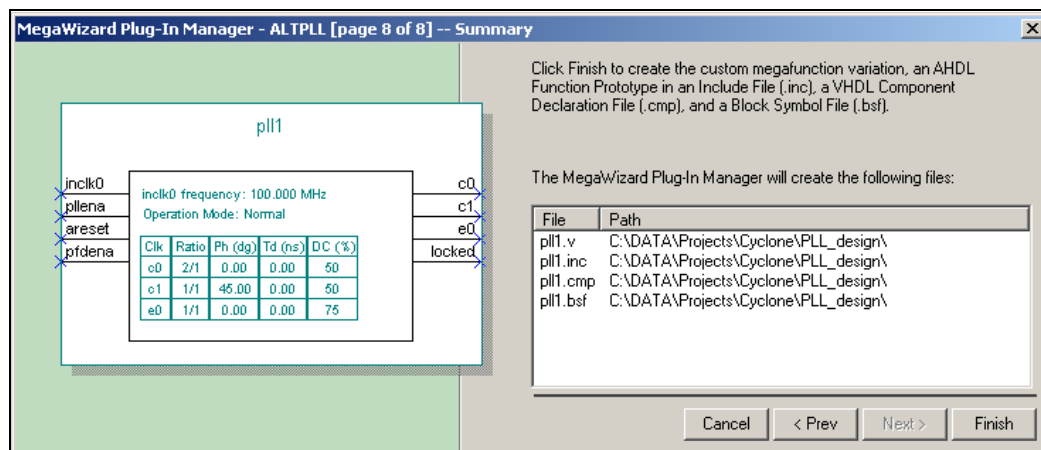 MegaWizard Plug-In Manager - ALTPLL [page 8 of 8] -- Summary
pll1
inclk0
pllena
areset
pfdena
inclk0 frequency: 100.000 MHz
Operation Mode: Normal
Clk Ratio Ph (dg) Td (ns) DC (%)
c0 2/1 0.00 0.00 50
c1 1/1 45.00 0.00 50
e0 1/1 0.00 0.00 75
c0
c1
e0
locked
Click Finish to create the custom megafunction variation, an AHDL
Function Prototype in an Include File (.inc), a VHDL Component
Declaration File (.cmp), and a Block Symbol File (.bsf).
The MegaWizard Plug-In Manager will create the following files:
File Path
pll1.v C:\DATA\Projects\Cyclone\PLL_design\
pll1.inc C:\DATA\Projects\Cyclone\PLL_design\
pll1.cmp C:\DATA\Projects\Cyclone\PLL_design\
pll1.bsf C:\DATA\Projects\Cyclone\PLL_design\
Cancel < Prev Next > Finish